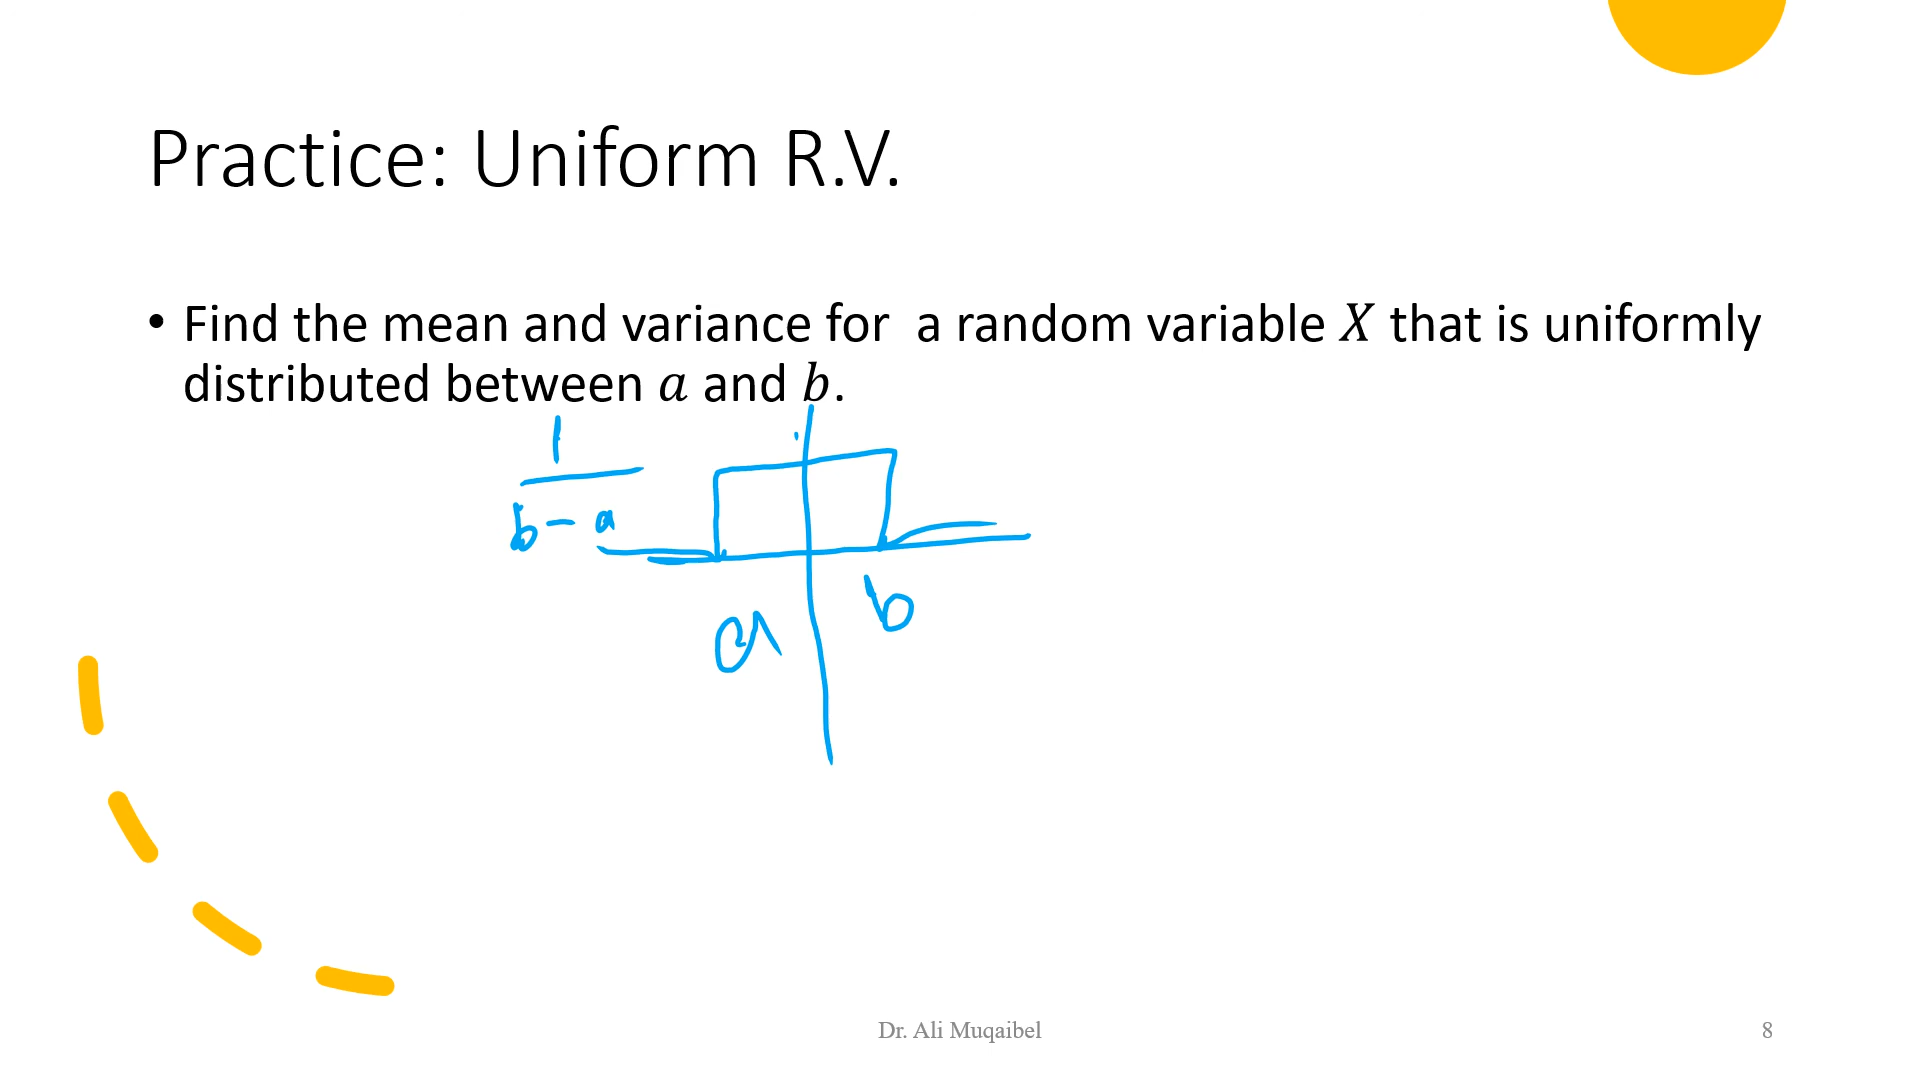 Practice: Uniform R.V.
• Find the mean and variance for a random variable X that is uniformly
distributed between a and b.
1
b - a
a
b
Dr. Ali Muqaibel
8